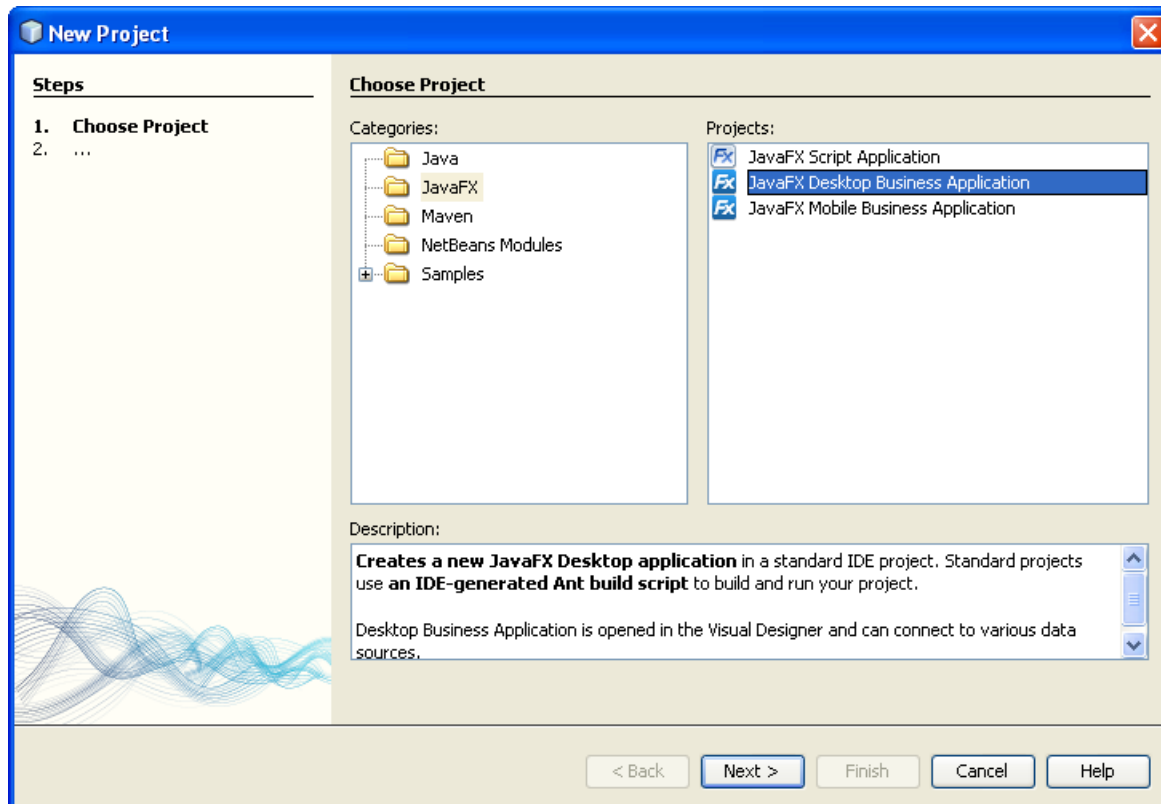 New Project
Steps
1. Choose Project
2. ...
Choose Project
Categories:
Java
JavaFX
Maven
NetBeans Modules
Samples
Projects:
Fx JavaFX Script Application
Fx JavaFX Desktop Business Application
Fx JavaFX Mobile Business Application
Description:
Creates a new JavaFX Desktop application in a standard IDE project. Standard projects
use an IDE-generated Ant build script to build and run your project.
Desktop Business Application is opened in the Visual Designer and can connect to various data
sources.
< Back Next > Finish Cancel Help